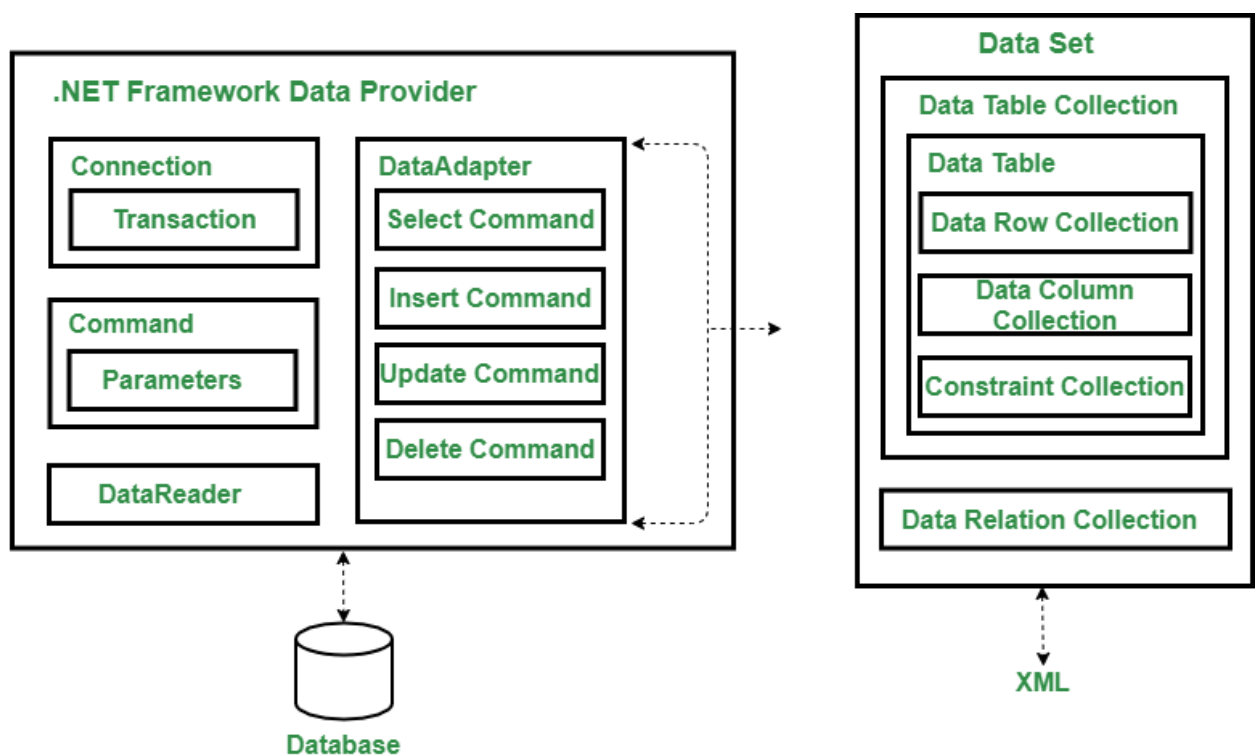 .NET Framework Data Provider
Connection
Transaction
Command
Parameters
DataReader
DataAdapter
Select Command
Insert Command
Update Command
Delete Command
Database
Data Set
Data Table Collection
Data Table
Data Row Collection
Data Column
Collection
Constraint Collection
Data Relation Collection
XML